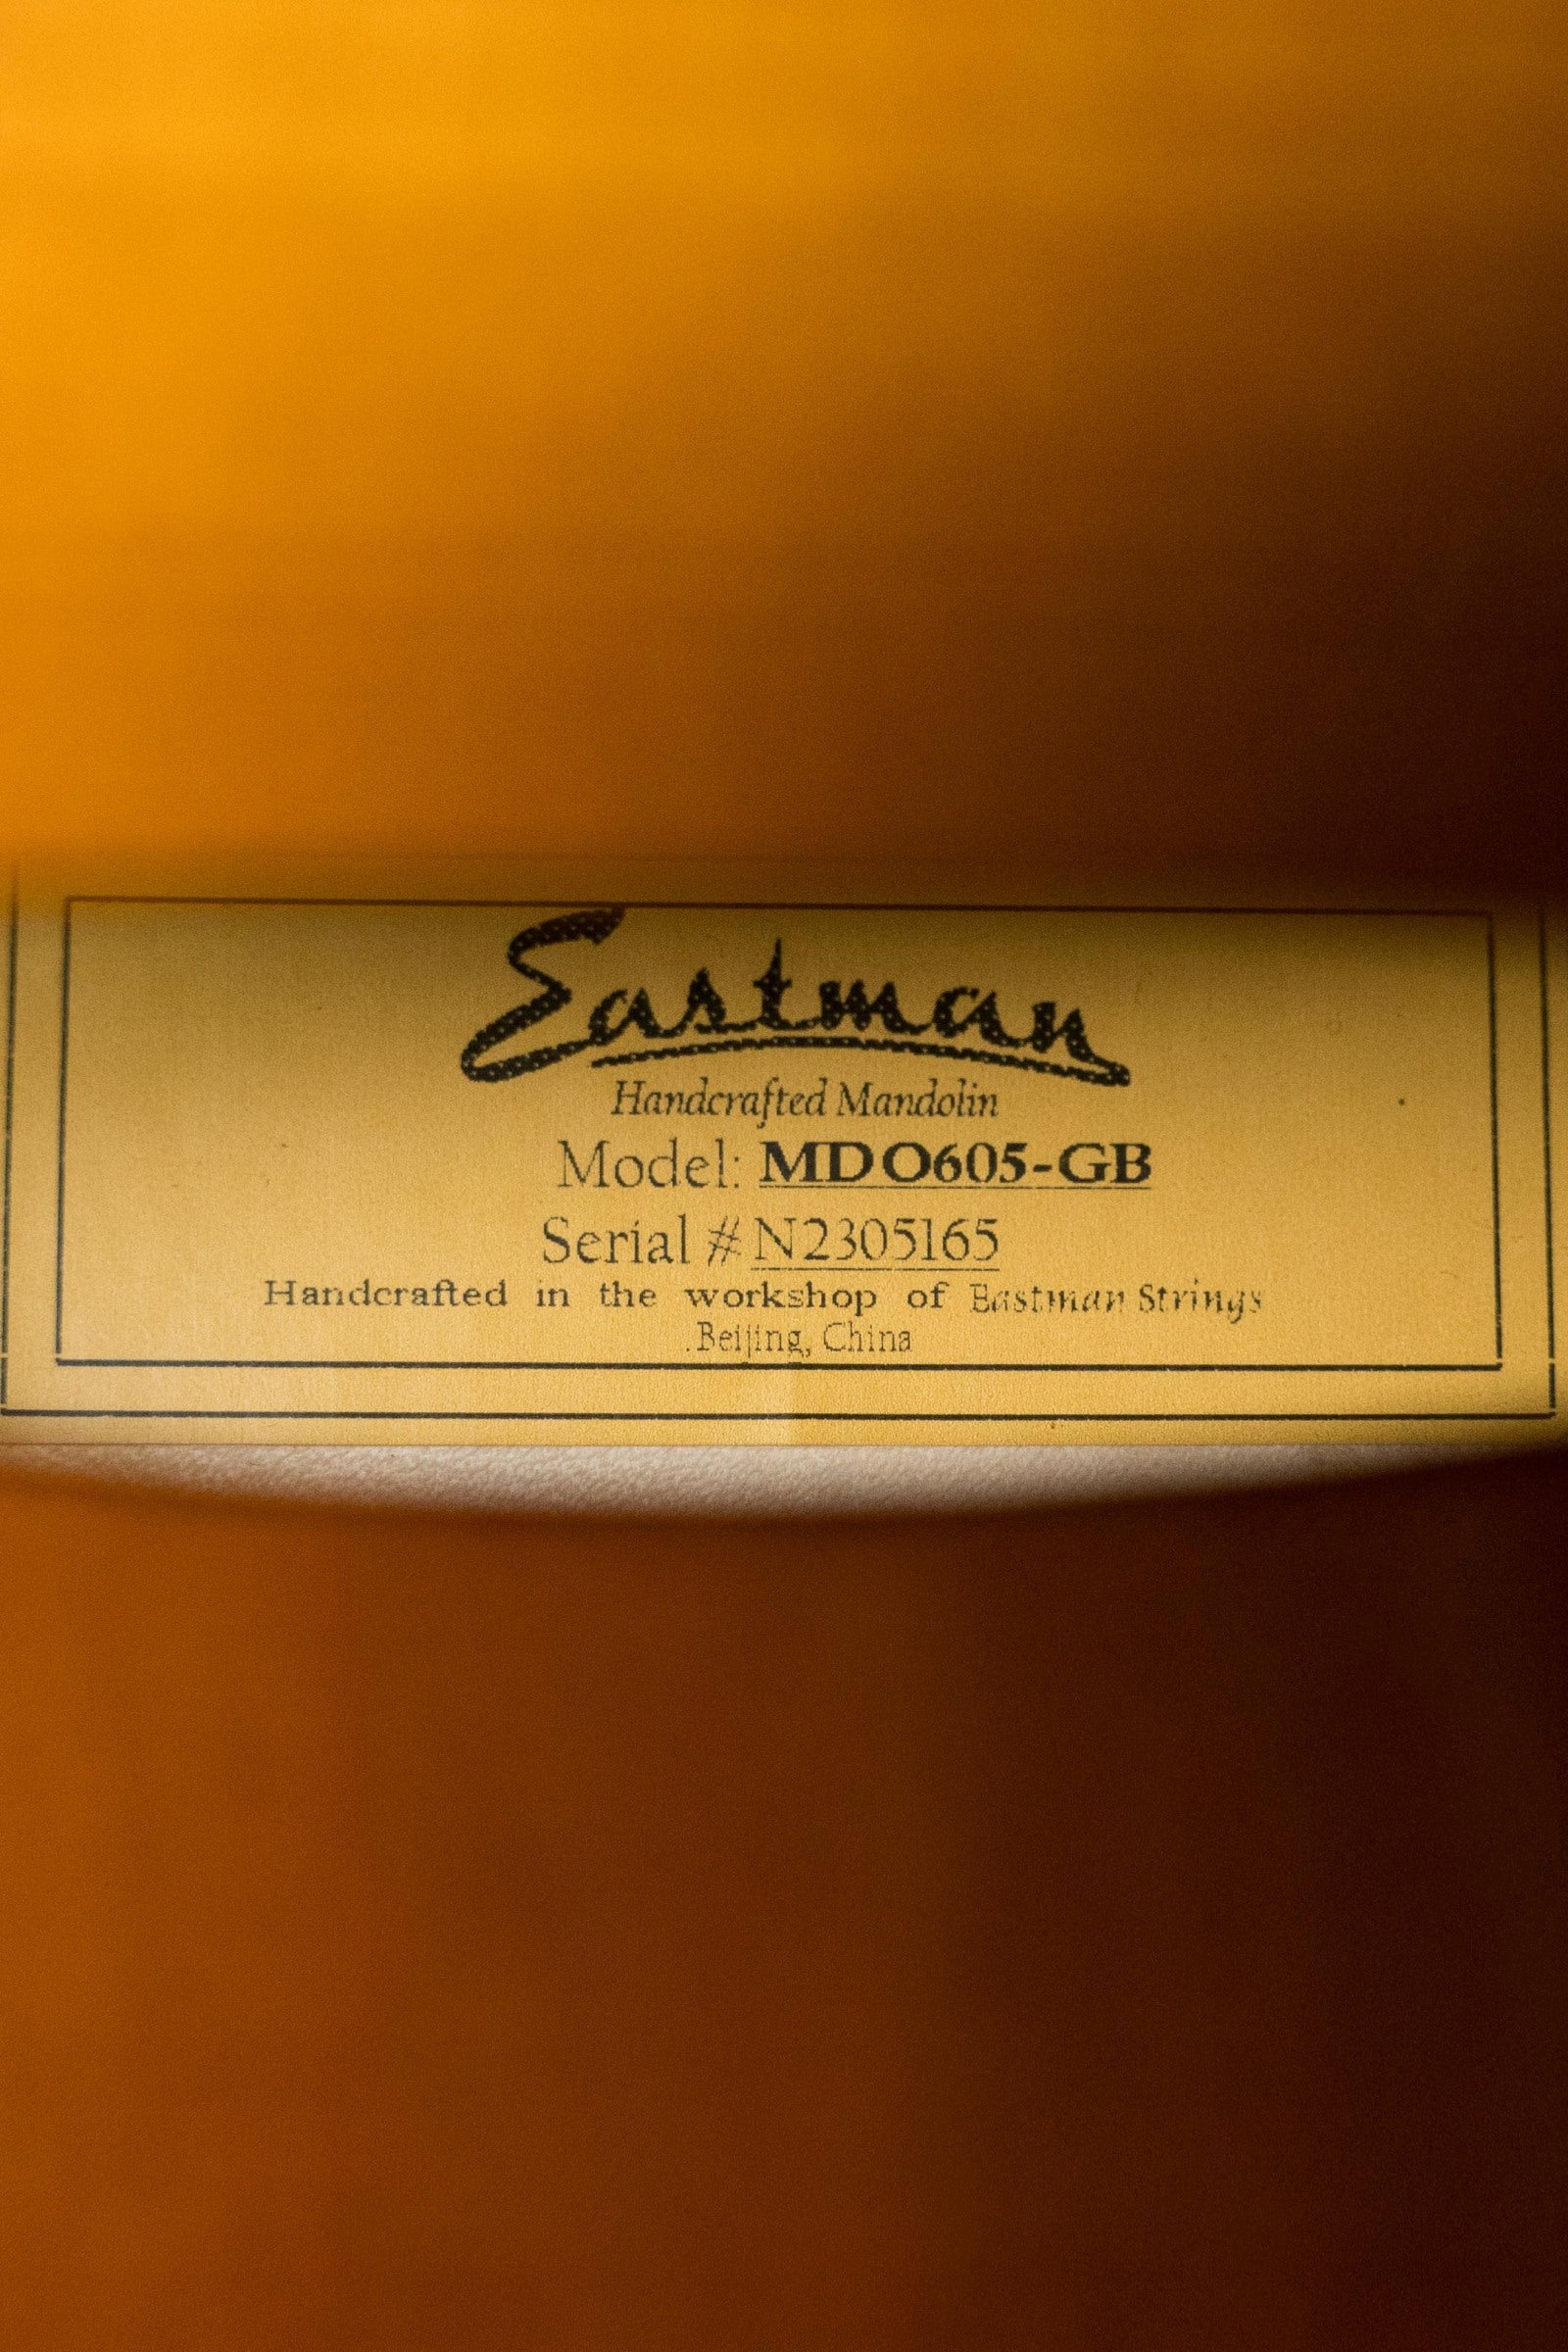 Eastman
Handcrafted Mandolin
Model: MDO605-GB
Serial # N2305165
Handcrafted in the workshop of Eastman Strings
Beijing, China